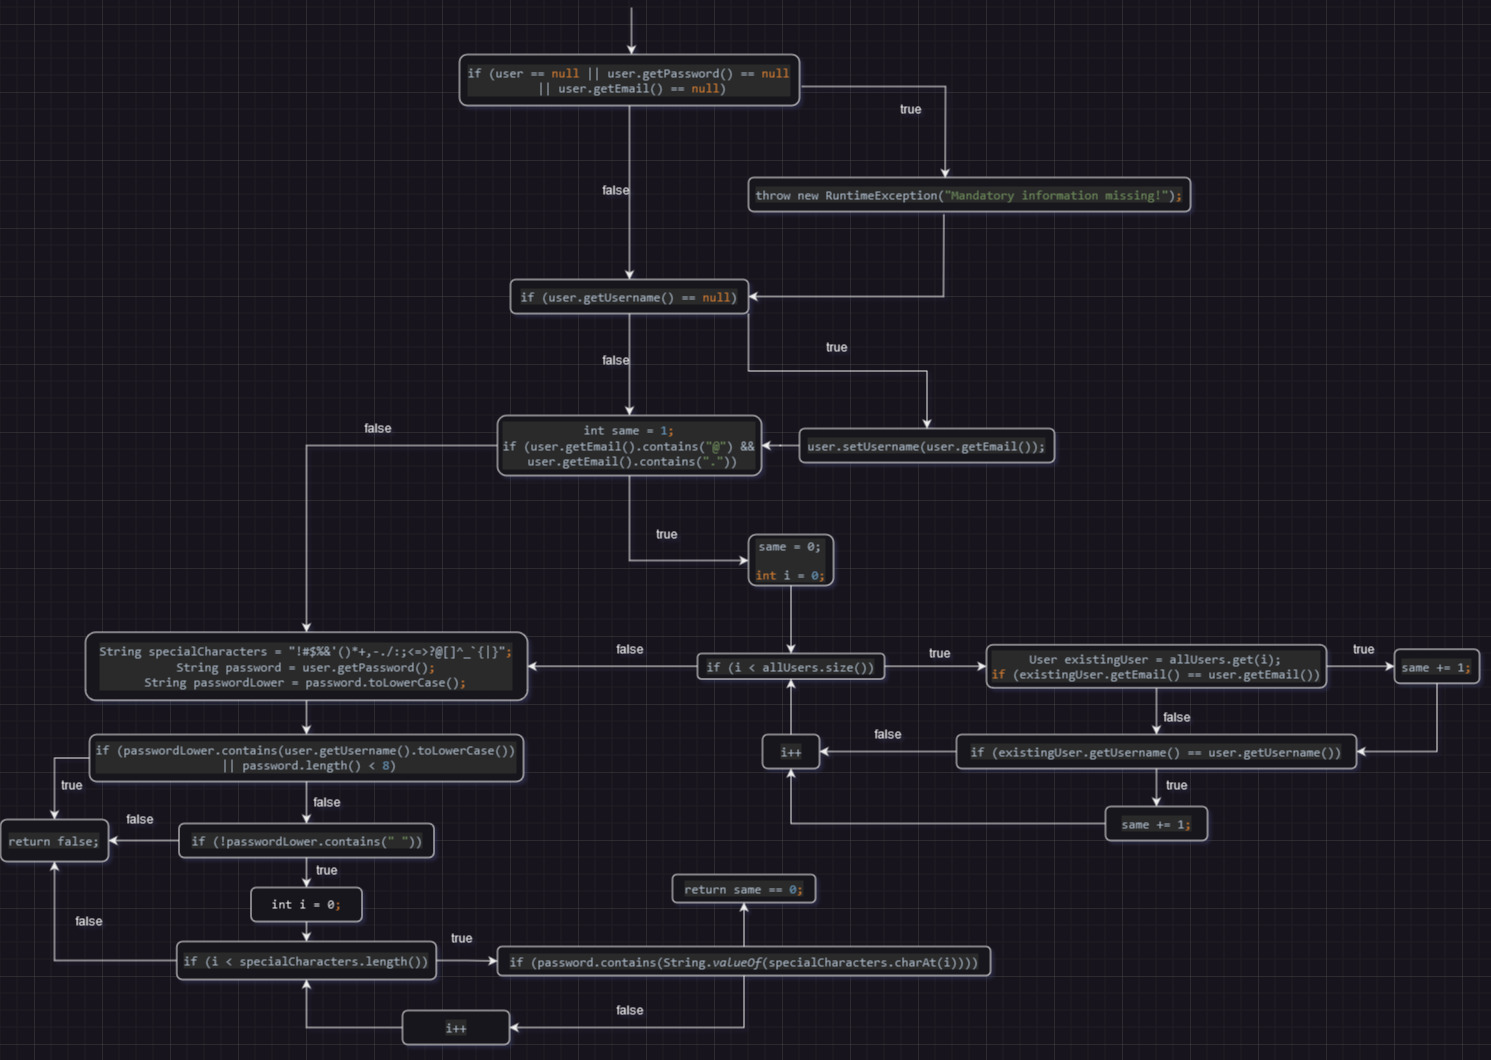 if (user == null || user.getPassword() == null
|| user.getEmail() == null)
true
false
throw new RuntimeException("Mandatory information missing!");
if (user.getUsername() == null)
true
false
false
int same = 1;
if (user.getEmail().contains("@") &&
user.getEmail().contains("."))
user.setUsername(user.getEmail());
true
same = 0;
int i = 0;
String specialCharacters = "!#$%&'()*+,-./:;<=>?@[]^_`{|}";
String password = user.getPassword();
String passwordLower = password.toLowerCase();
false
if (i < allUsers.size())
true
User existingUser = allUsers.get(i);
if (existingUser.getEmail() == user.getEmail())
true
same += 1;
false
if (passwordLower.contains(user.getUsername().toLowerCase())
|| password.length() < 8)
i++
false
if (existingUser.getUsername() == user.getUsername())
true
true
false
same += 1;
return false;
false
if (!passwordLower.contains(" "))
true
int i = 0;
return same == 0;
false
true
if (i < specialCharacters.length())
if (password.contains(String.valueOf(specialCharacters.charAt(i))))
false
i++